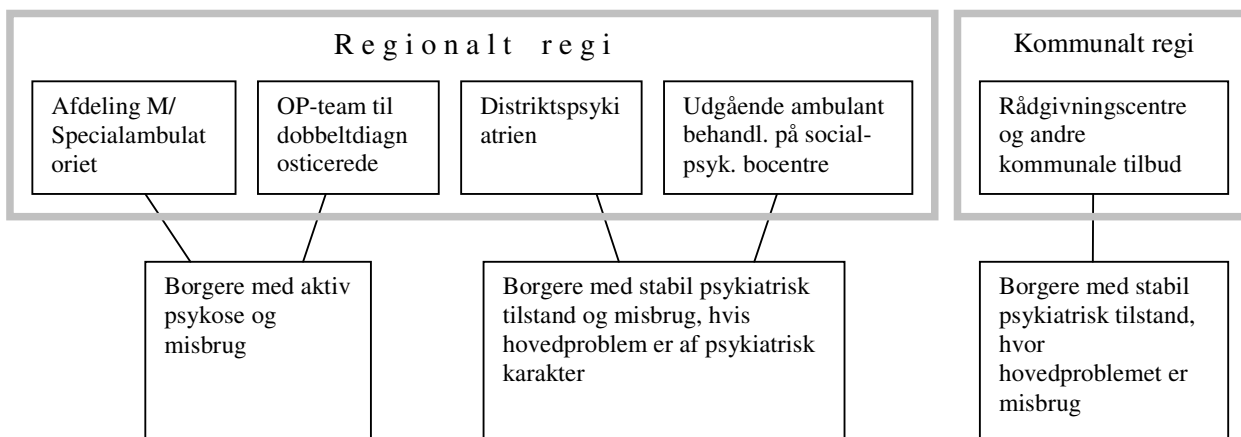 Regionalt regi
Kommunalt regi
Afdeling M/
Specialambulat
oriet
OP-team til
dobbeltdiagn
osticerede
Distriktspsyki
atrien
Udgående ambulant
behandl. på social-
psyk. bocentre
Rådgivningscentre
og andre
kommunale tilbud
Borgere med aktiv
psykose og
misbrug
Borgere med stabil psykiatrisk
tilstand og misbrug, hvis
hovedproblem er af psykiatrisk
karakter
Borgere med stabil
psykiatrisk tilstand,
hvor
hovedproblemet er
misbrug